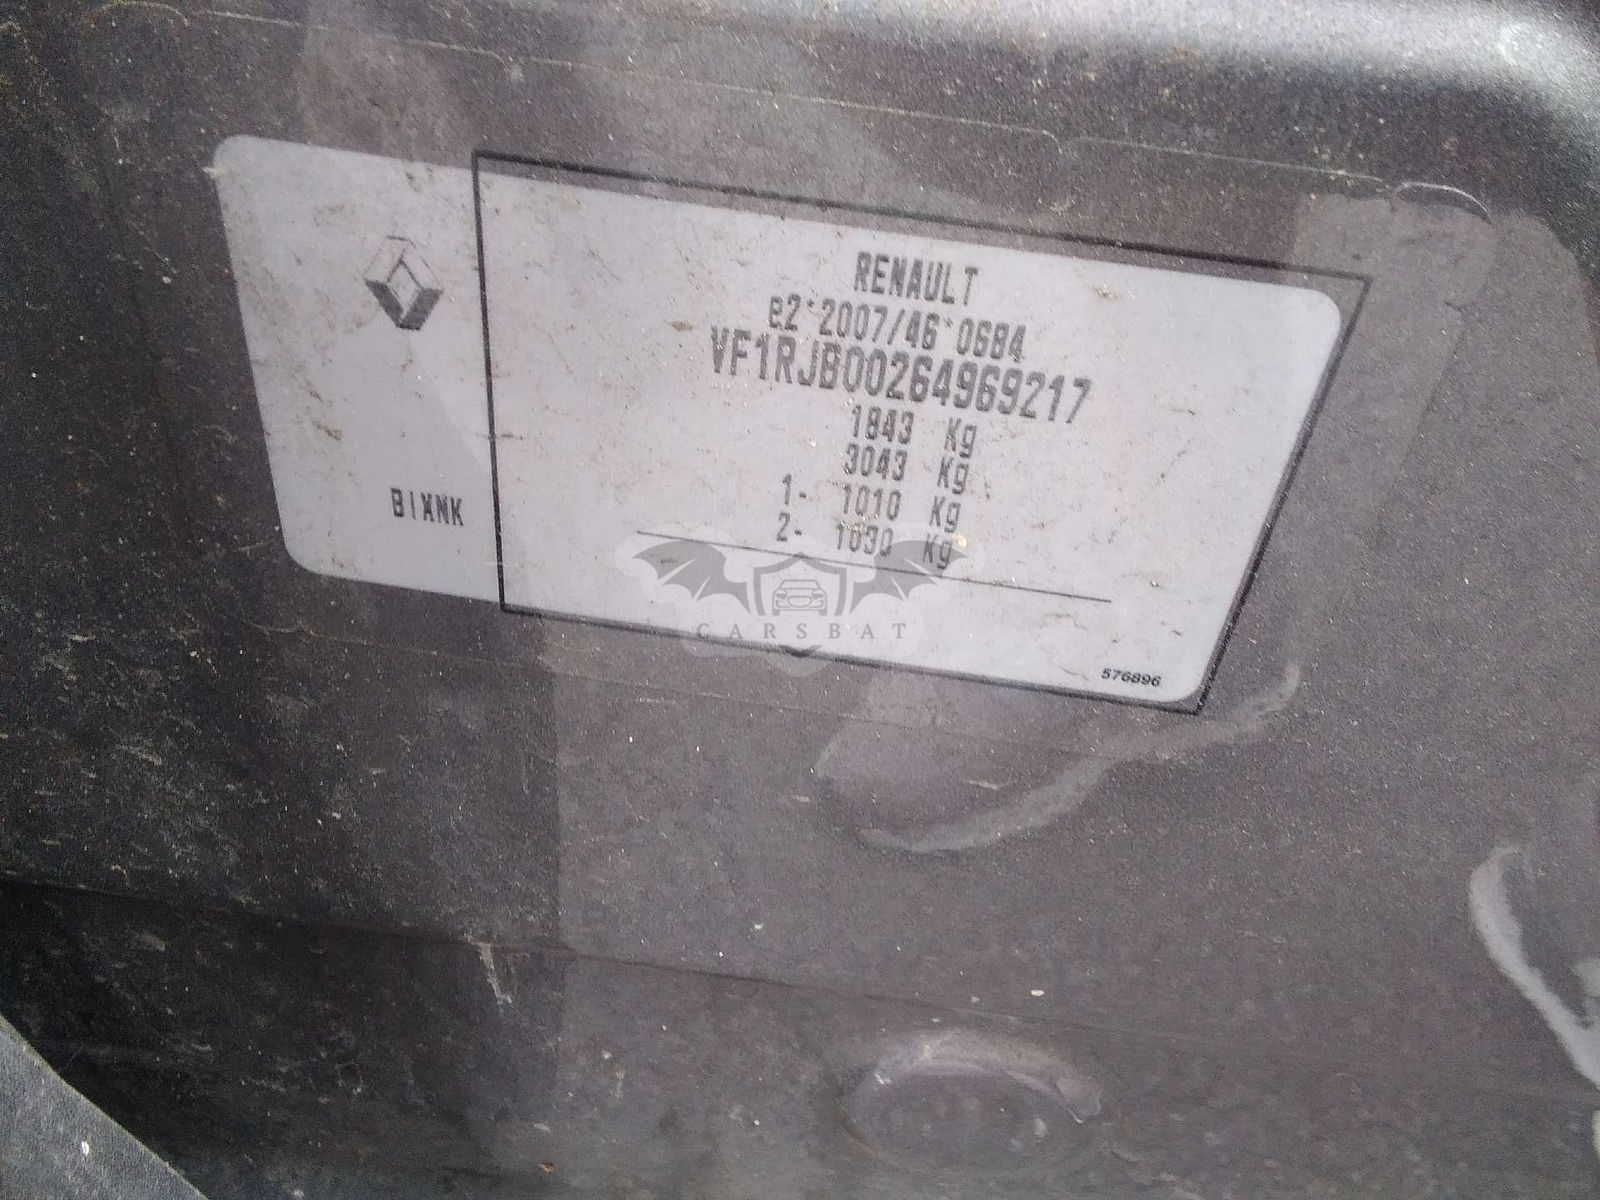 RENAULT
e2*2007/46*0684
VF1RJB00264969217
1843 Kg
3043 Kg
1- 1010 Kg
2- 1030 Kg
BIXNK
CARSBAT
576896